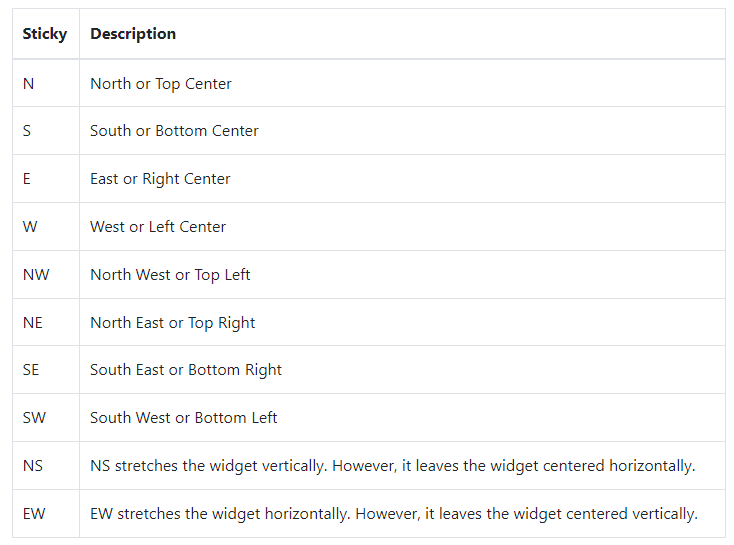 Sticky Description
N North or Top Center
S South or Bottom Center
E East or Right Center
W West or Left Center
NW North West or Top Left
NE North East or Top Right
SE South East or Bottom Right
SW South West or Bottom Left
NS NS stretches the widget vertically. However, it leaves the widget centered horizontally.
EW EW stretches the widget horizontally. However, it leaves the widget centered vertically.